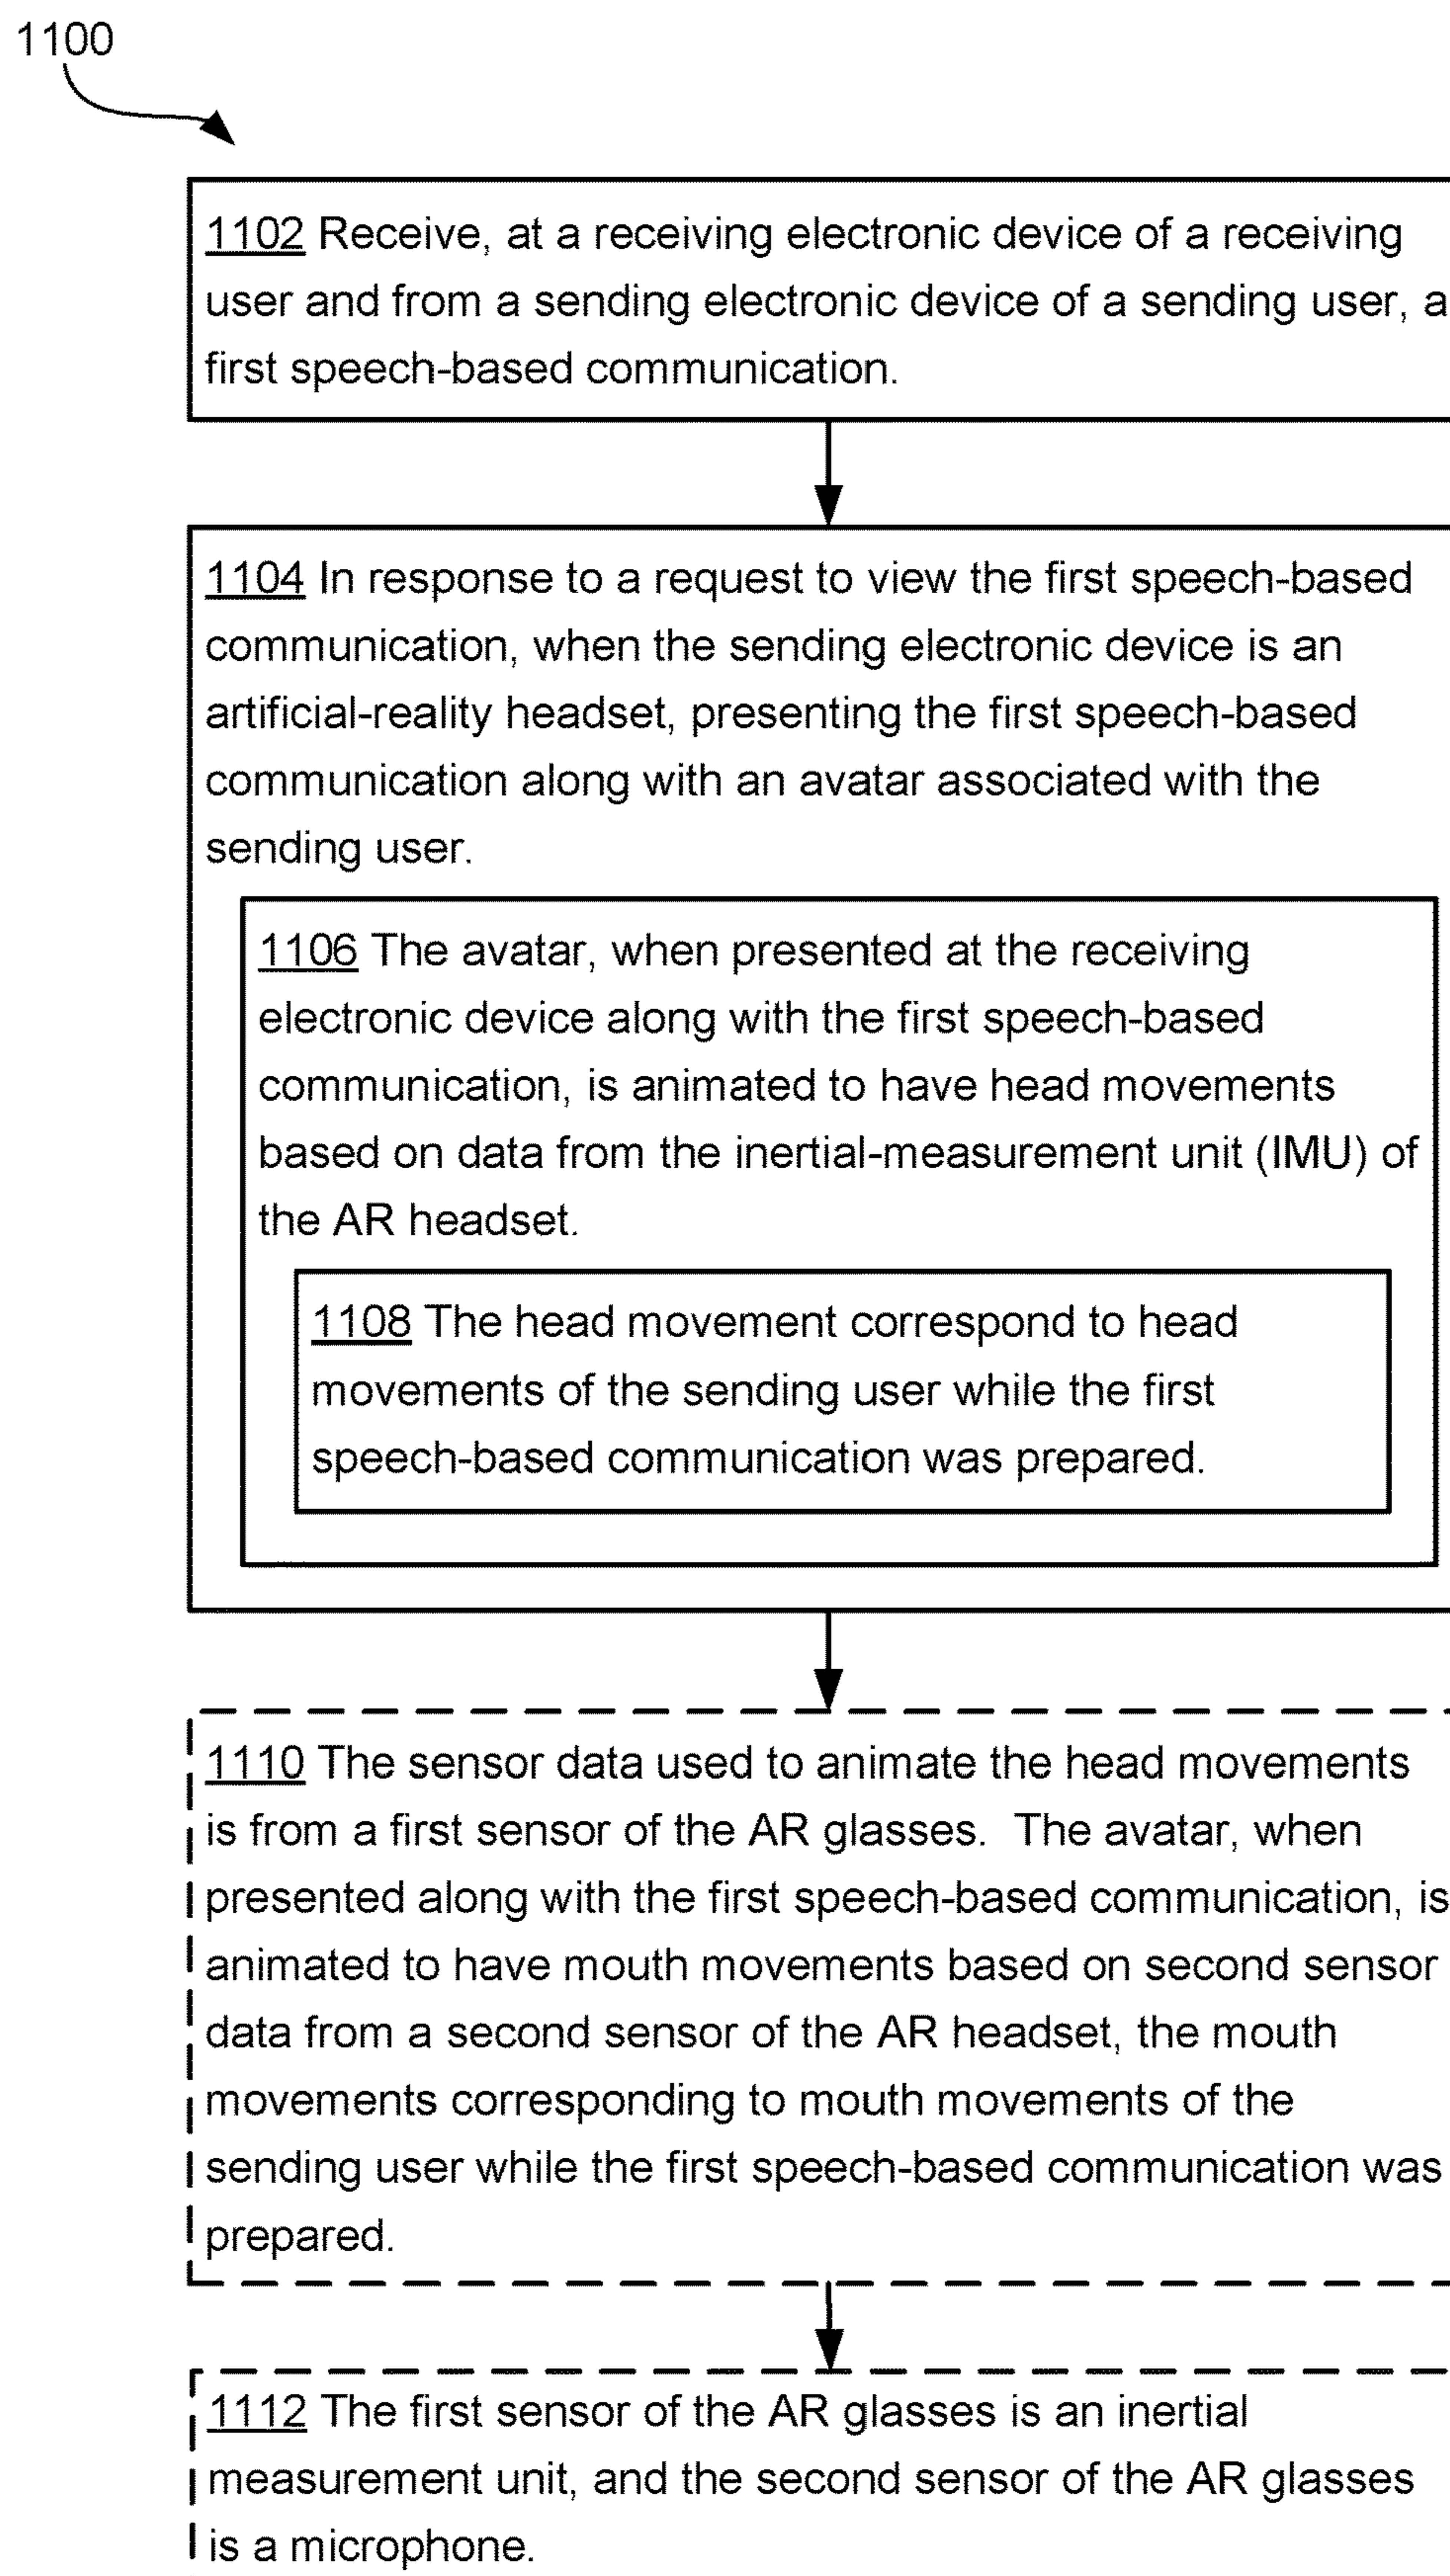 1100
1102 Receive, at a receiving electronic device of a receiving
user and from a sending electronic device of a sending user, a
first speech-based communication.
1104 In response to a request to view the first speech-based
communication, when the sending electronic device is an
artificial-reality headset, presenting the first speech-based
communication along with an avatar associated with the
sending user.
1106 The avatar, when presented at the receiving
electronic device along with the first speech-based
communication, is animated to have head movements
based on data from the inertial-measurement unit (IMU) of
the AR headset.
1108 The head movement correspond to head
movements of the sending user while the first
speech-based communication was prepared.
1110 The sensor data used to animate the head movements
is from a first sensor of the AR glasses.  The avatar, when
presented along with the first speech-based communication, is
animated to have mouth movements based on second sensor
data from a second sensor of the AR headset, the mouth
movements corresponding to mouth movements of the
sending user while the first speech-based communication was
prepared.
1112 The first sensor of the AR glasses is an inertial
measurement unit, and the second sensor of the AR glasses
is a microphone.